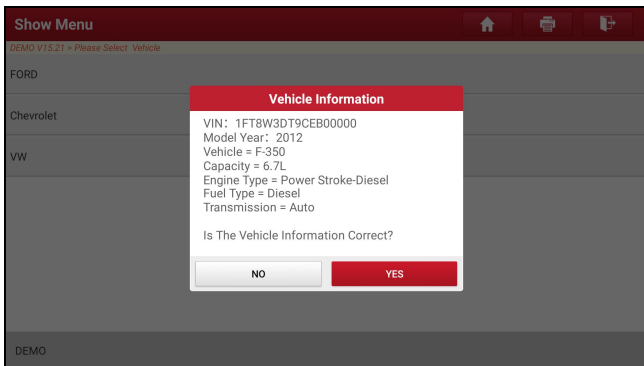 Show Menu
DEMO V15.21 > Please Select Vehicle
FORD
Chevrolet
VW
Vehicle Information
VIN: 1FT8W3DT9CEB00000
Model Year: 2012
Vehicle = F-350
Capacity = 6.7L
Engine Type = Power Stroke-Diesel
Fuel Type = Diesel
Transmission = Auto
Is The Vehicle Information Correct?
NO
YES
DEMO